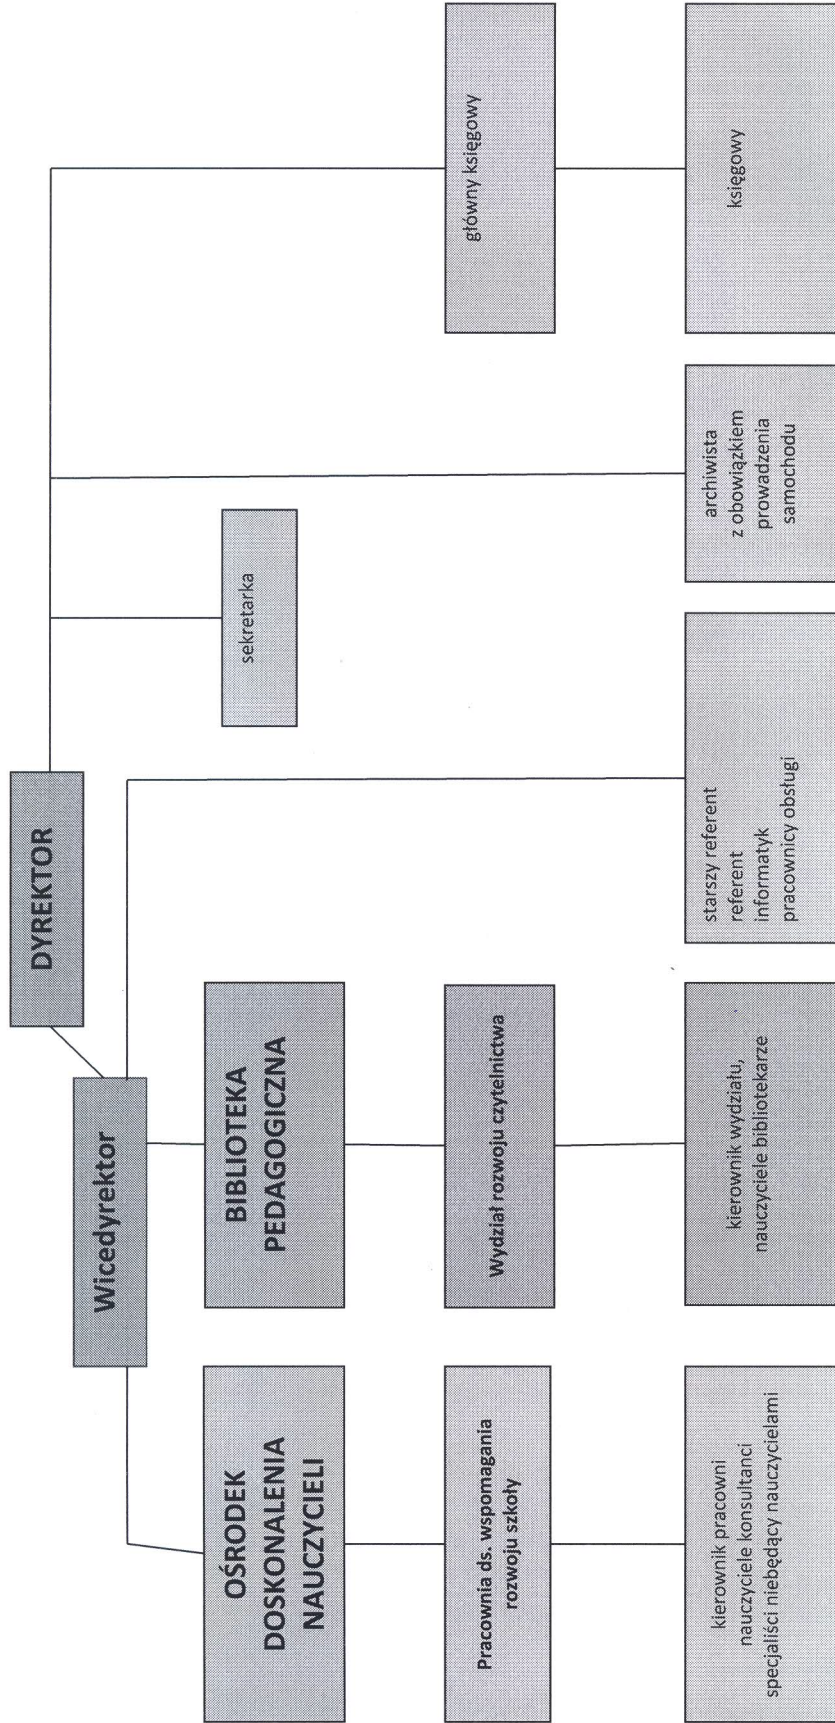 DYREKTOR
Wicedyrektor
sekretarka
OŚRODEK
DOSKONALENIA
NAUCZYCIELI
BIBLIOTEKA
PEDAGOGICZNA
Pracownia ds. wspomagania
rozwoju szkoły
Wydział rozwoju czytelnictwa
główny księgowy
kierownik pracowni
nauczyciele konsultanci
specjaliści niebędący nauczycielami
kierownik wydziału,
nauczyciele bibliotekarze
starszy referent
referent
informatyk
pracownicy obsługi
archiwista
z obowiązkiem
prowadzenia
samochodu
księgowy